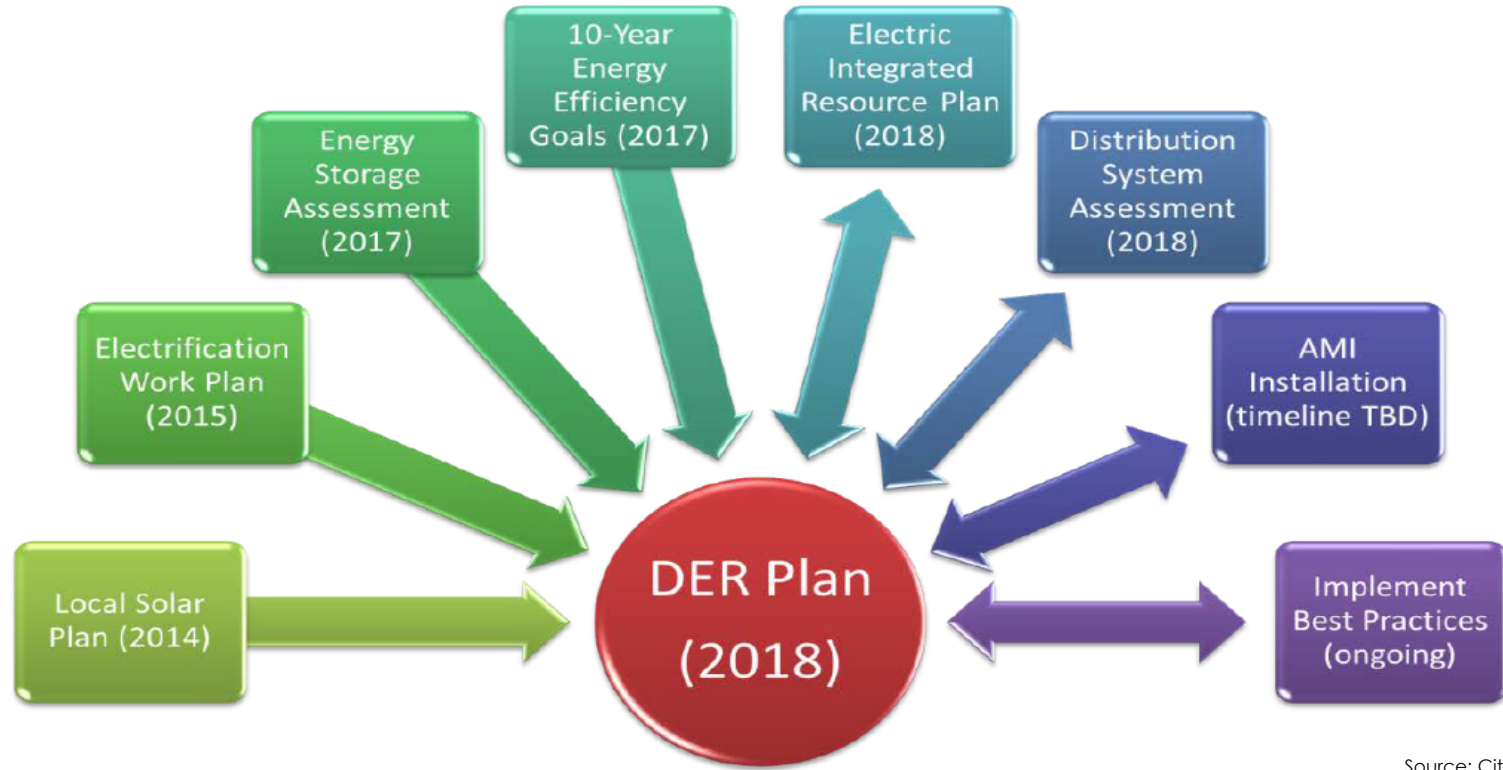 10-Year
Energy
Efficiency
Goals (2017)
Electric
Integrated
Resource Plan
(2018)
Energy
Storage
Assessment
(2017)
Distribution
System
Assessment
(2018)
Electrification
Work Plan
(2015)
AMI
Installation
(timeline TBD)
Local Solar
Plan (2014)
DER Plan
(2018)
Implement
Best Practices
(ongoing)
Source: Cit